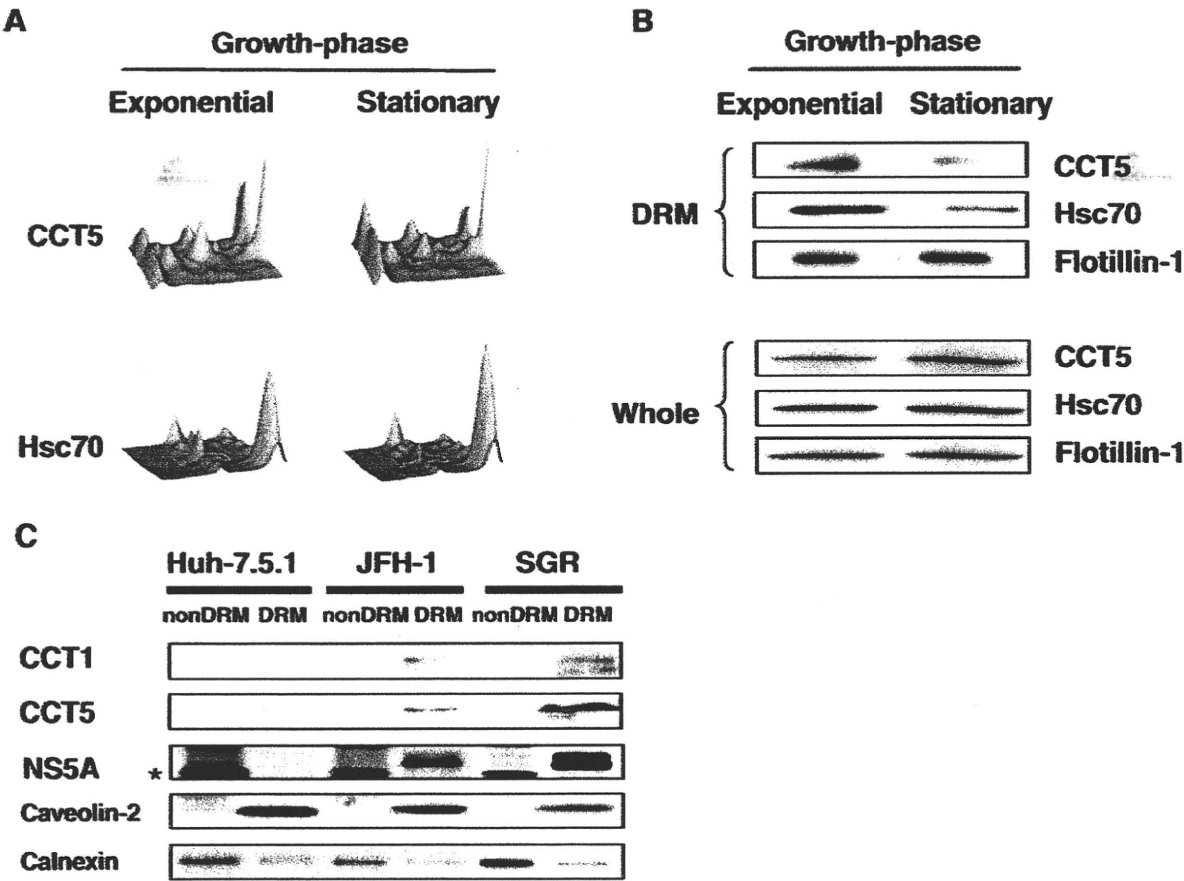 A
Growth-phase
Exponential Stationary
CCT5
Hsc70
B
Growth-phase
Exponential Stationary
DRM
CCT5
Hsc70
Flotillin-1
Whole
CCT5
Hsc70
Flotillin-1
C
Huh-7.5.1 JFH-1 SGR
nonDRM DRM nonDRM DRM nonDRM DRM
CCT1
CCT5
NS5A *
Caveolin-2
Calnexin